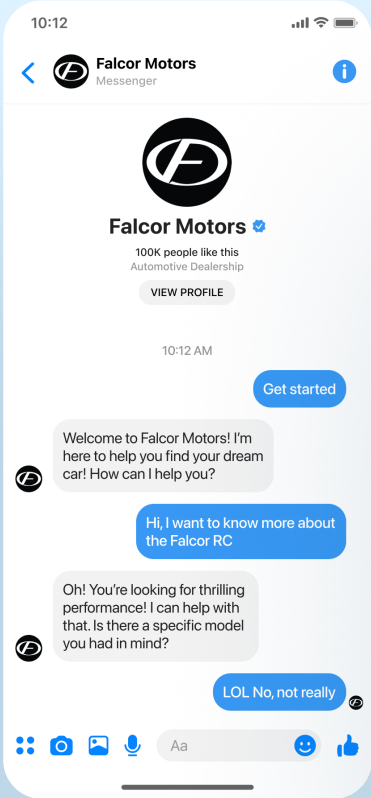 10:12
Falcor Motors
Messenger
Falcor Motors
100K people like this
Automotive Dealership
VIEW PROFILE
10:12 AM
Get started
Welcome to Falcor Motors! I'm
here to help you find your dream
car! How can I help you?
Hi, I want to know more about
the Falcor RC
Oh! You're looking for thrilling
performance! I can help with
that. Is there a specific model
you had in mind?
LOL No, not really
Aa